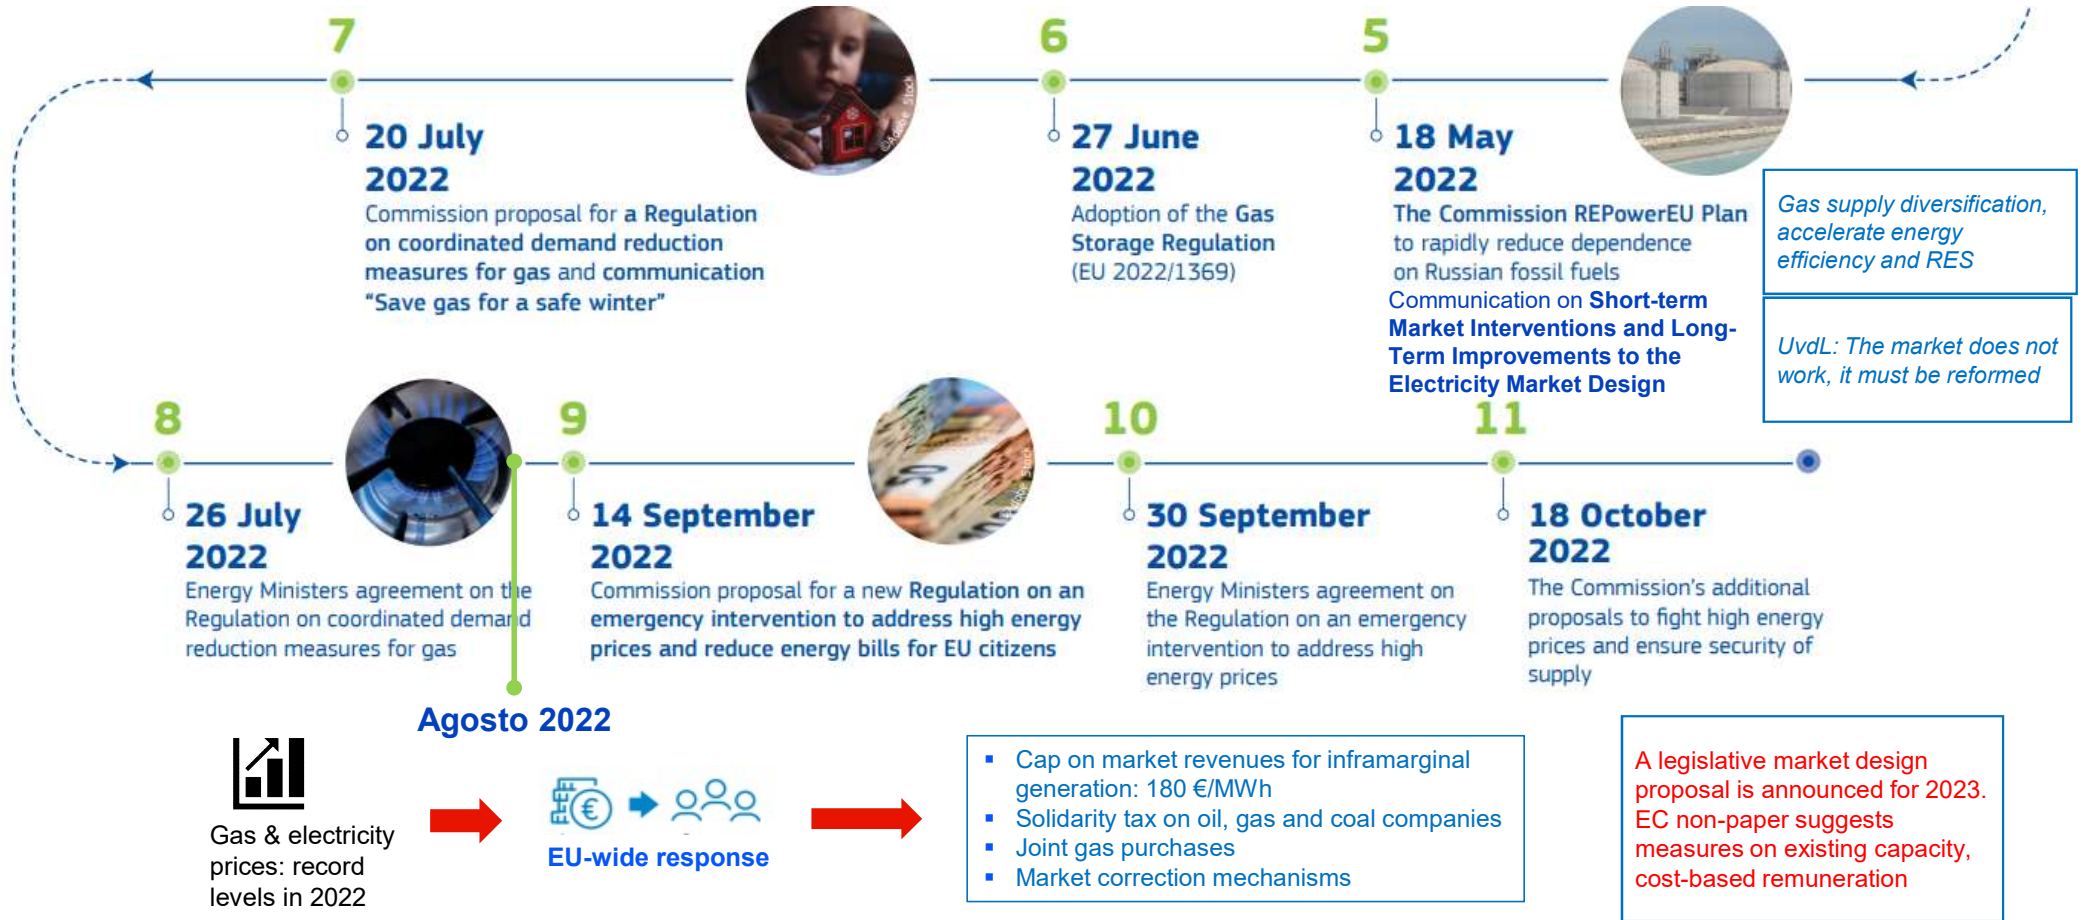 7
20 July
2022
Commission proposal for a Regulation
on coordinated demand reduction
measures for gas and communication
“Save gas for a safe winter”
©Adobe Stock
6
27 June
2022
Adoption of the Gas
Storage Regulation
(EU 2022/1369)
5
18 May
2022
The Commission REPowerEU Plan
to rapidly reduce dependence
on Russian fossil fuels
Communication on Short-term
Market Interventions and Long-
Term Improvements to the
Electricity Market Design
Gas supply diversification,
accelerate energy
efficiency and RES
UvdL: The market does not
work, it must be reformed
8
26 July
2022
Energy Ministers agreement on the
Regulation on coordinated demand
reduction measures for gas
9
14 September
2022
Commission proposal for a new Regulation on an
emergency intervention to address high energy
prices and reduce energy bills for EU citizens
Stock
10
30 September
2022
Energy Ministers agreement on
the Regulation on an emergency
intervention to address high
energy prices
11
18 October
2022
The Commission’s additional
proposals to fight high energy
prices and ensure security of
supply
Agosto 2022
Gas & electricity
prices: record
levels in 2022
€
EU-wide response
▪ Cap on market revenues for inframarginal
generation: 180 €/MWh
▪ Solidarity tax on oil, gas and coal companies
▪ Joint gas purchases
▪ Market correction mechanisms
A legislative market design
proposal is announced for 2023.
EC non-paper suggests
measures on existing capacity,
cost-based remuneration